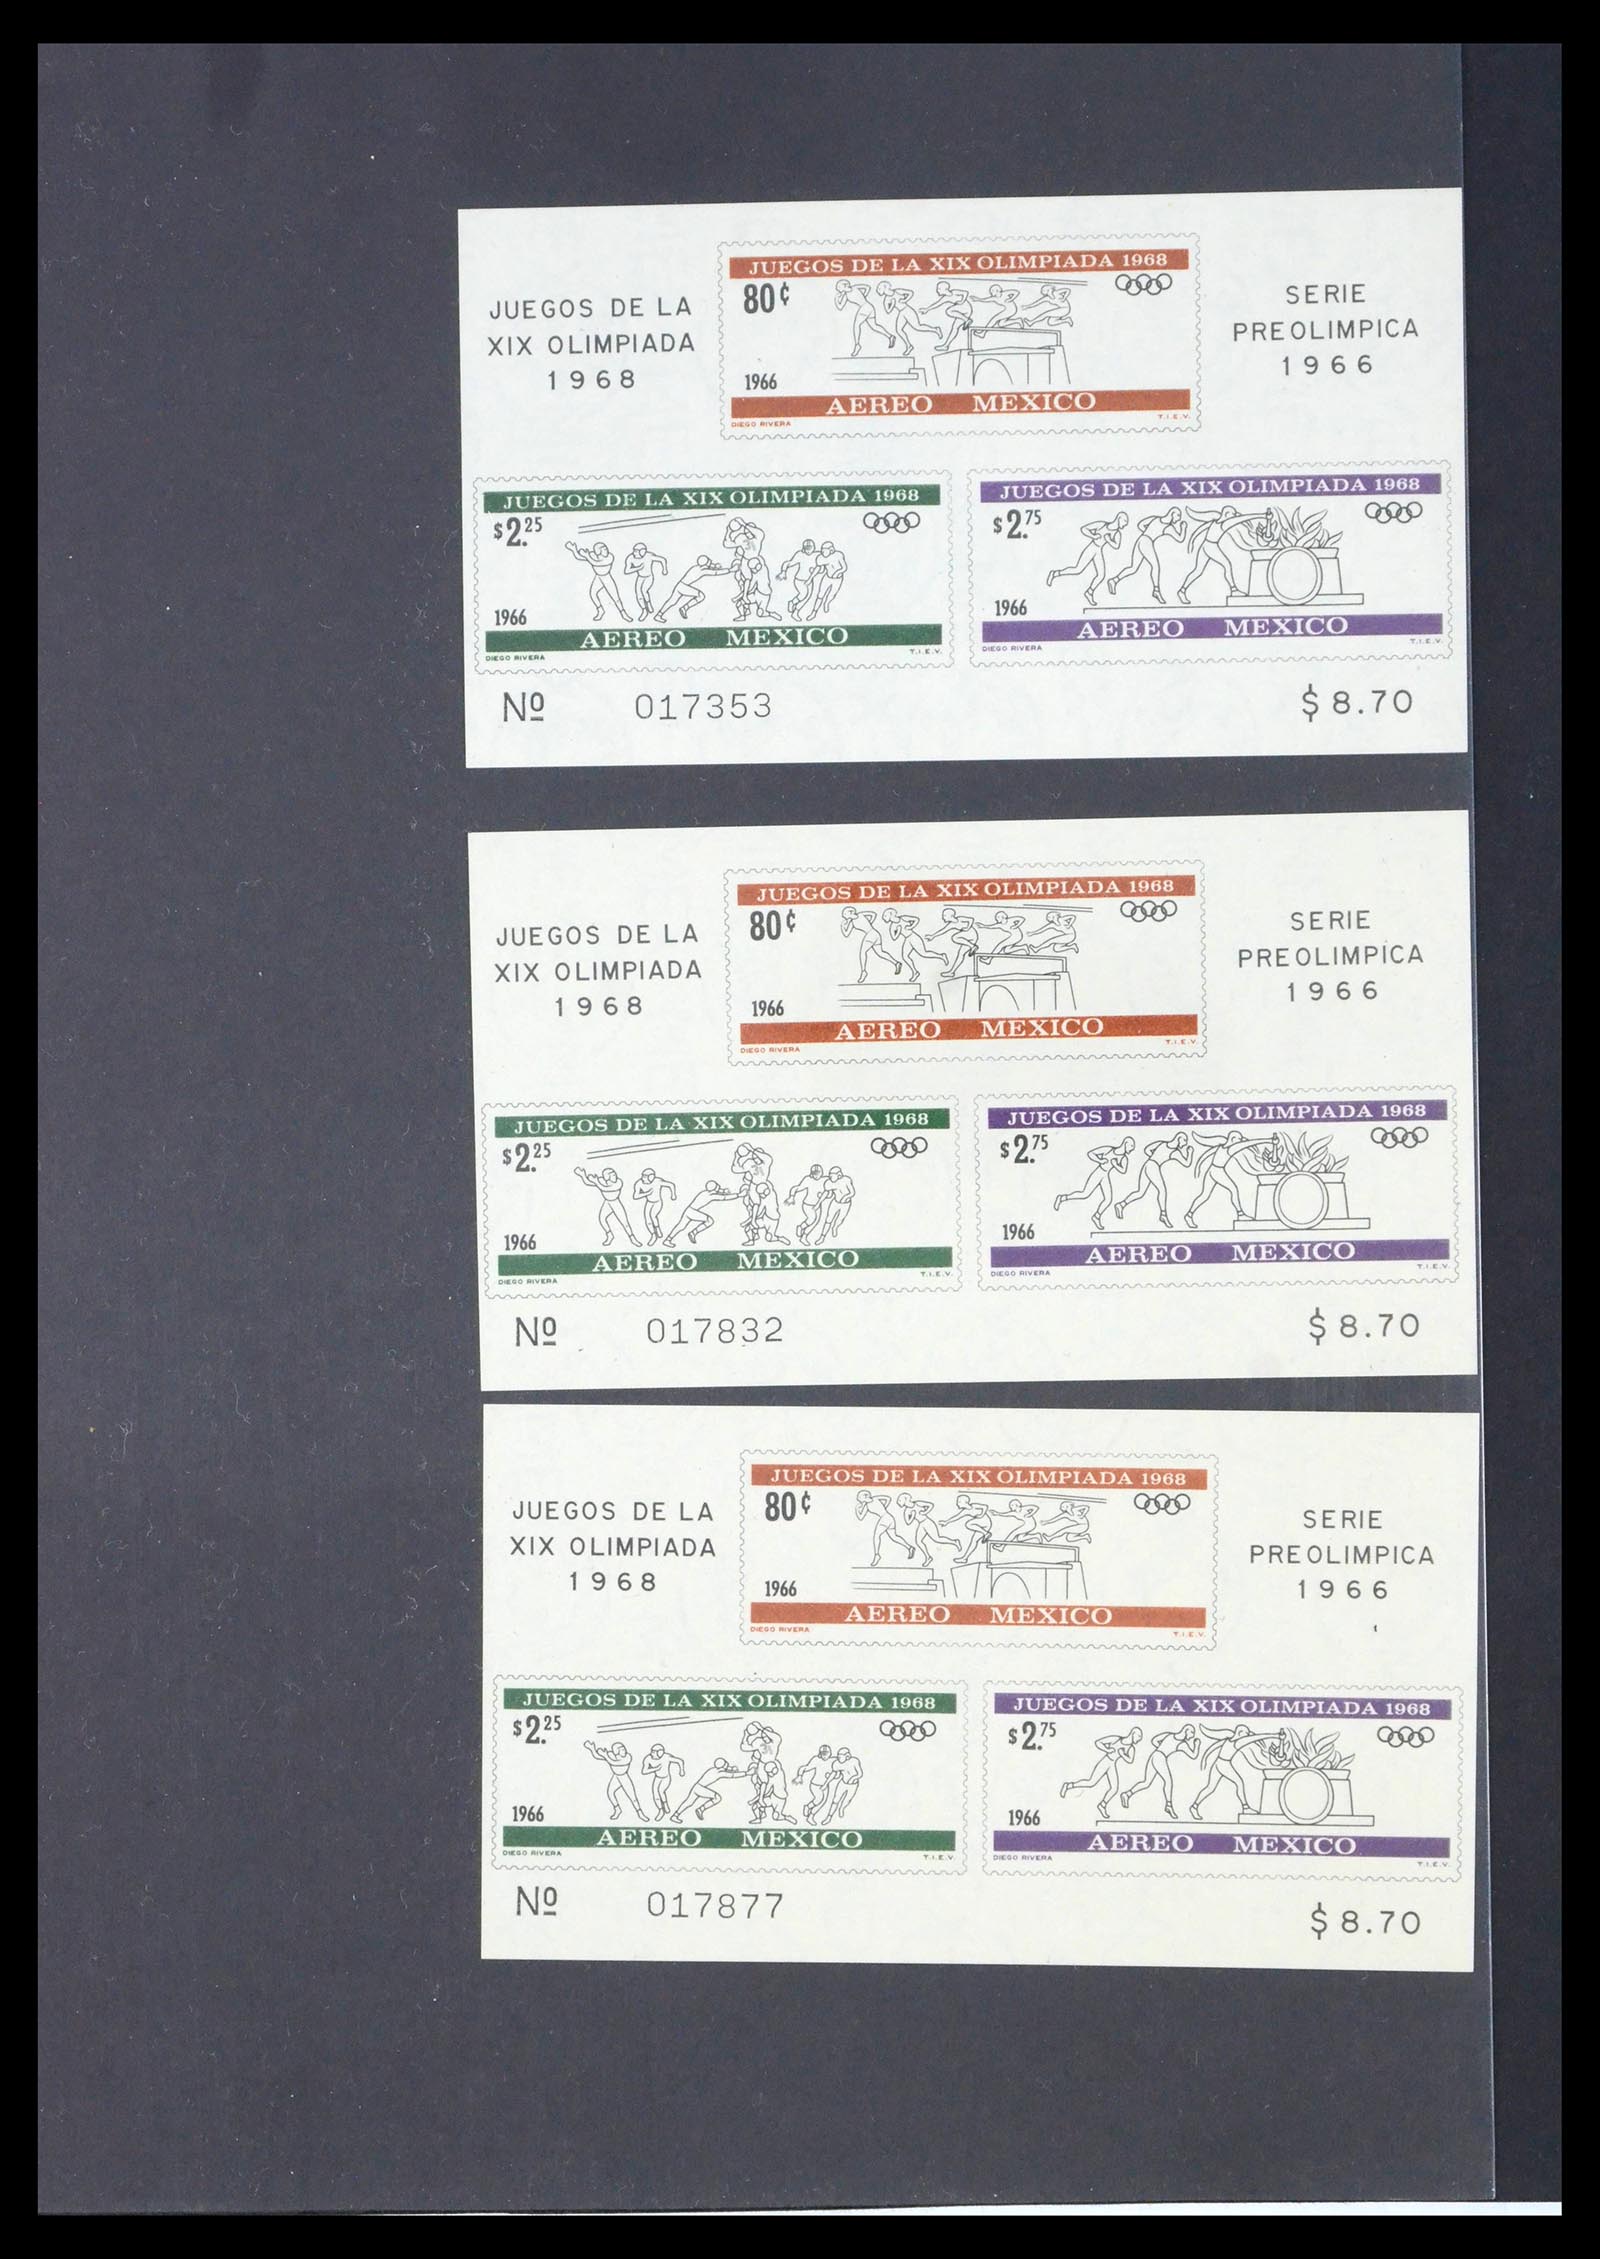 JUEGOS DE LA XIX OLIMPIADA 1968
80¢
1966
AEREO MEXICO
DIEGO RIVERA T.I.E.V.
JUEGOS DE LA
XIX OLIMPIADA
1968
SERIE
PREOLIMPICA
1966
JUEGOS DE LA XIX OLIMPIADA 1968
$2.25
1966
AEREO MEXICO
DIEGO RIVERA T.I.E.V.
JUEGOS DE LA XIX OLIMPIADA 1968
$2.75
1966
AEREO MEXICO
DIEGO RIVERA T.I.E.V.
Nº 017353 $8.70
JUEGOS DE LA XIX OLIMPIADA 1968
80¢
1966
AEREO MEXICO
DIEGO RIVERA T.I.E.V.
JUEGOS DE LA
XIX OLIMPIADA
1968
SERIE
PREOLIMPICA
1966
JUEGOS DE LA XIX OLIMPIADA 1968
$2.25
1966
AEREO MEXICO
DIEGO RIVERA T.I.E.V.
JUEGOS DE LA XIX OLIMPIADA 1968
$2.75
1966
AEREO MEXICO
DIEGO RIVERA T.I.E.V.
Nº 017832 $8.70
JUEGOS DE LA XIX OLIMPIADA 1968
80¢
1966
AEREO MEXICO
DIEGO RIVERA T.I.E.V.
JUEGOS DE LA
XIX OLIMPIADA
1968
SERIE
PREOLIMPICA
1966
JUEGOS DE LA XIX OLIMPIADA 1968
$2.25
1966
AEREO MEXICO
DIEGO RIVERA T.I.E.V.
JUEGOS DE LA XIX OLIMPIADA 1968
$2.75
1966
AEREO MEXICO
DIEGO RIVERA T.I.E.V.
Nº 017877 $8.70